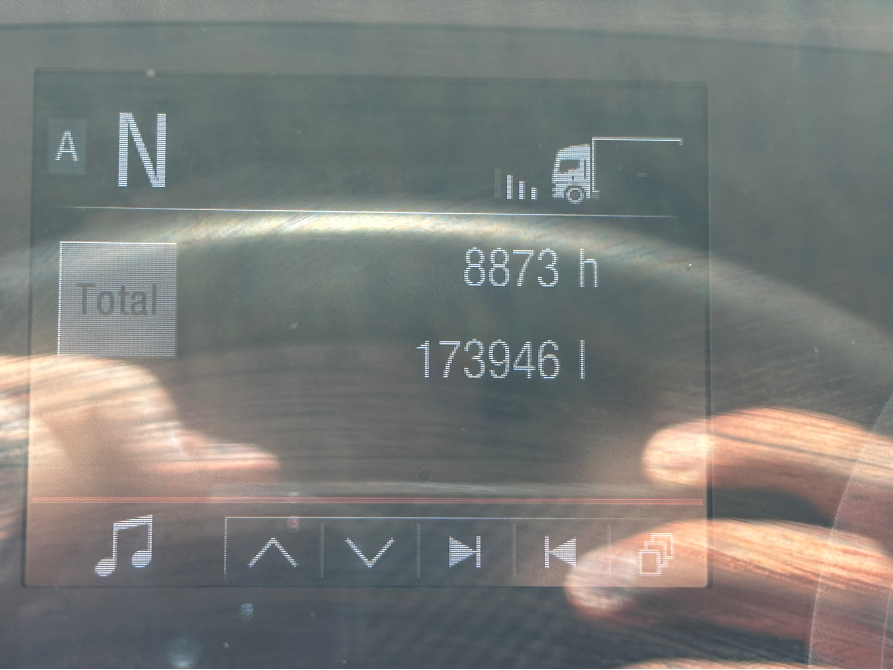 A N
Total
8873 h
173946 l